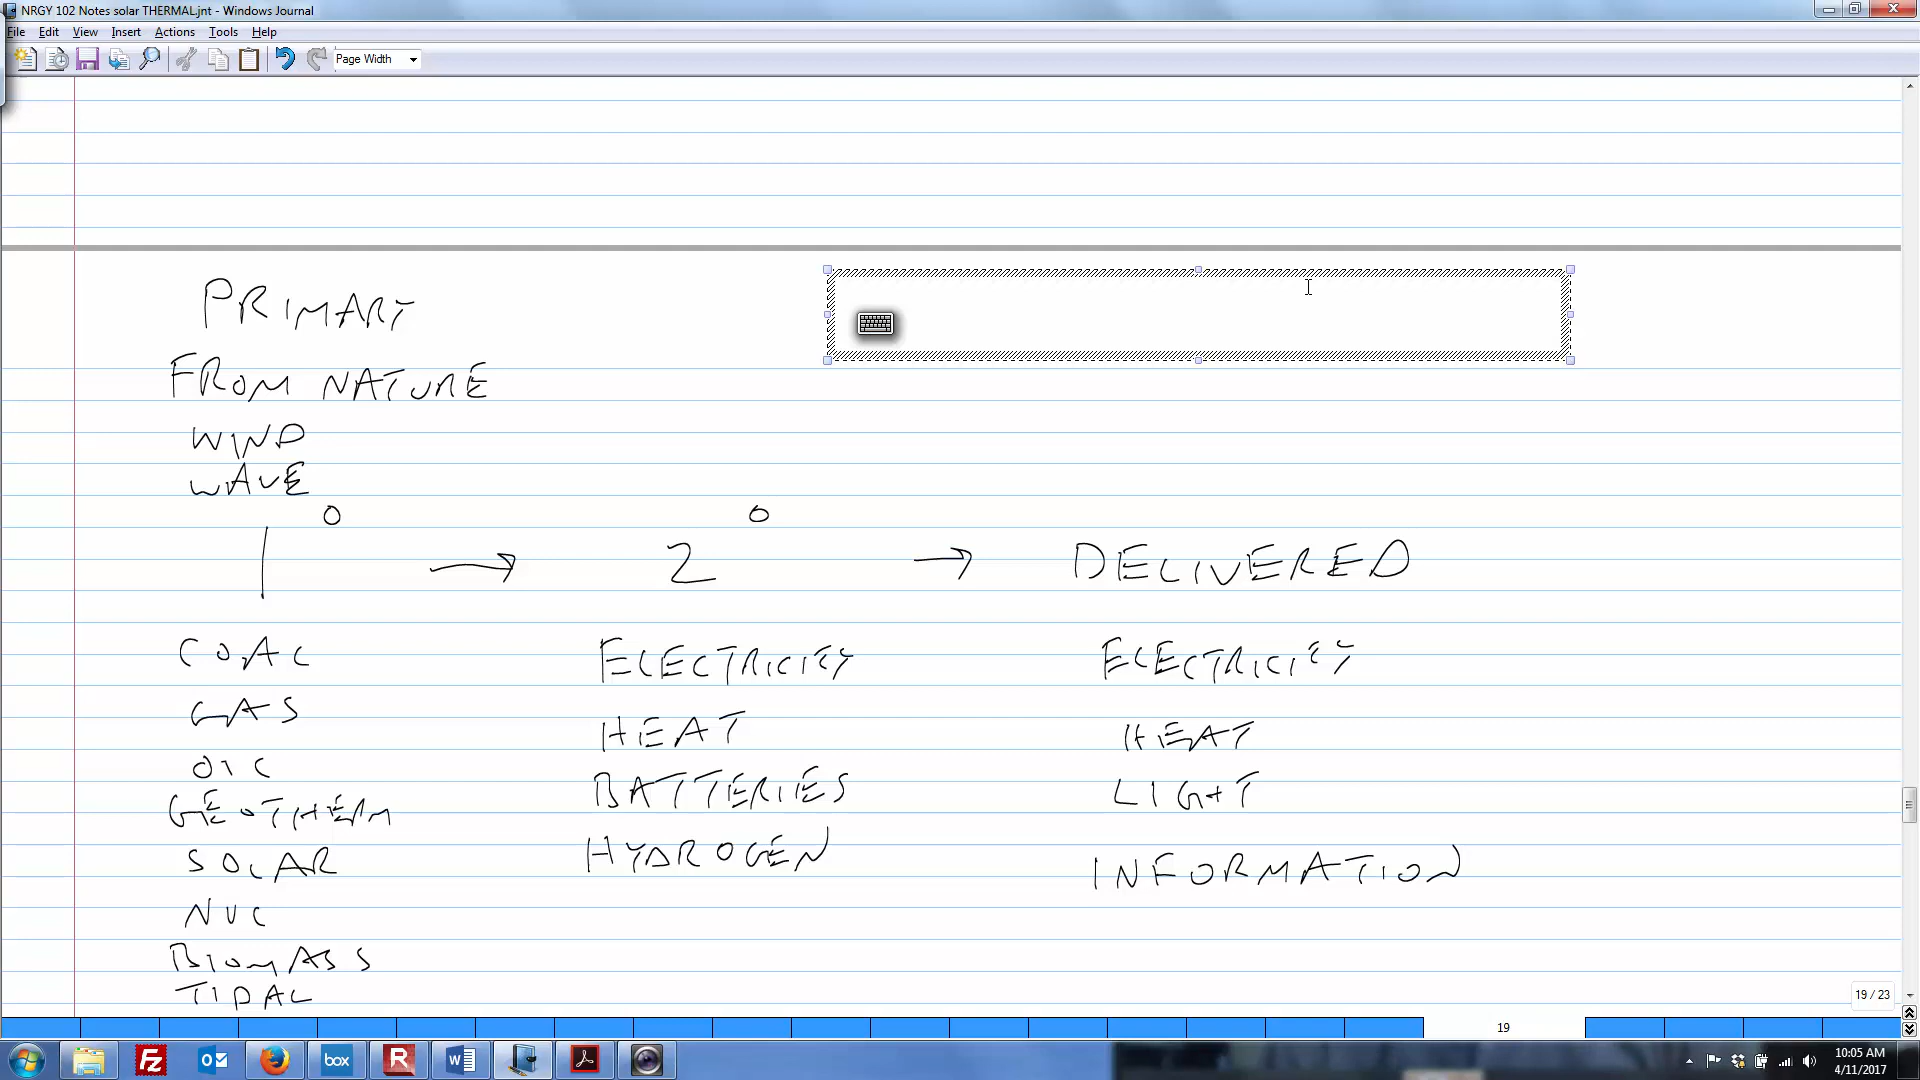 NRGY 102 Notes solar THERMAL.jnt - Windows Journal
File Edit View Insert Actions Tools Help
Page Width
PRIMARY
FROM NATURE
WIND
WAVE
1° → 2° → DELIVERED
COAL ELECTRICITY ELECTRICITY
GAS HEAT HEAT
OIL BATTERIES LIGHT
GEOTHERM HYDROGEN INFORMATION
SOLAR
NUC
BIOMASS
TIDAL
19 / 23
19
Fz box R W
10:05 AM
4/11/2017